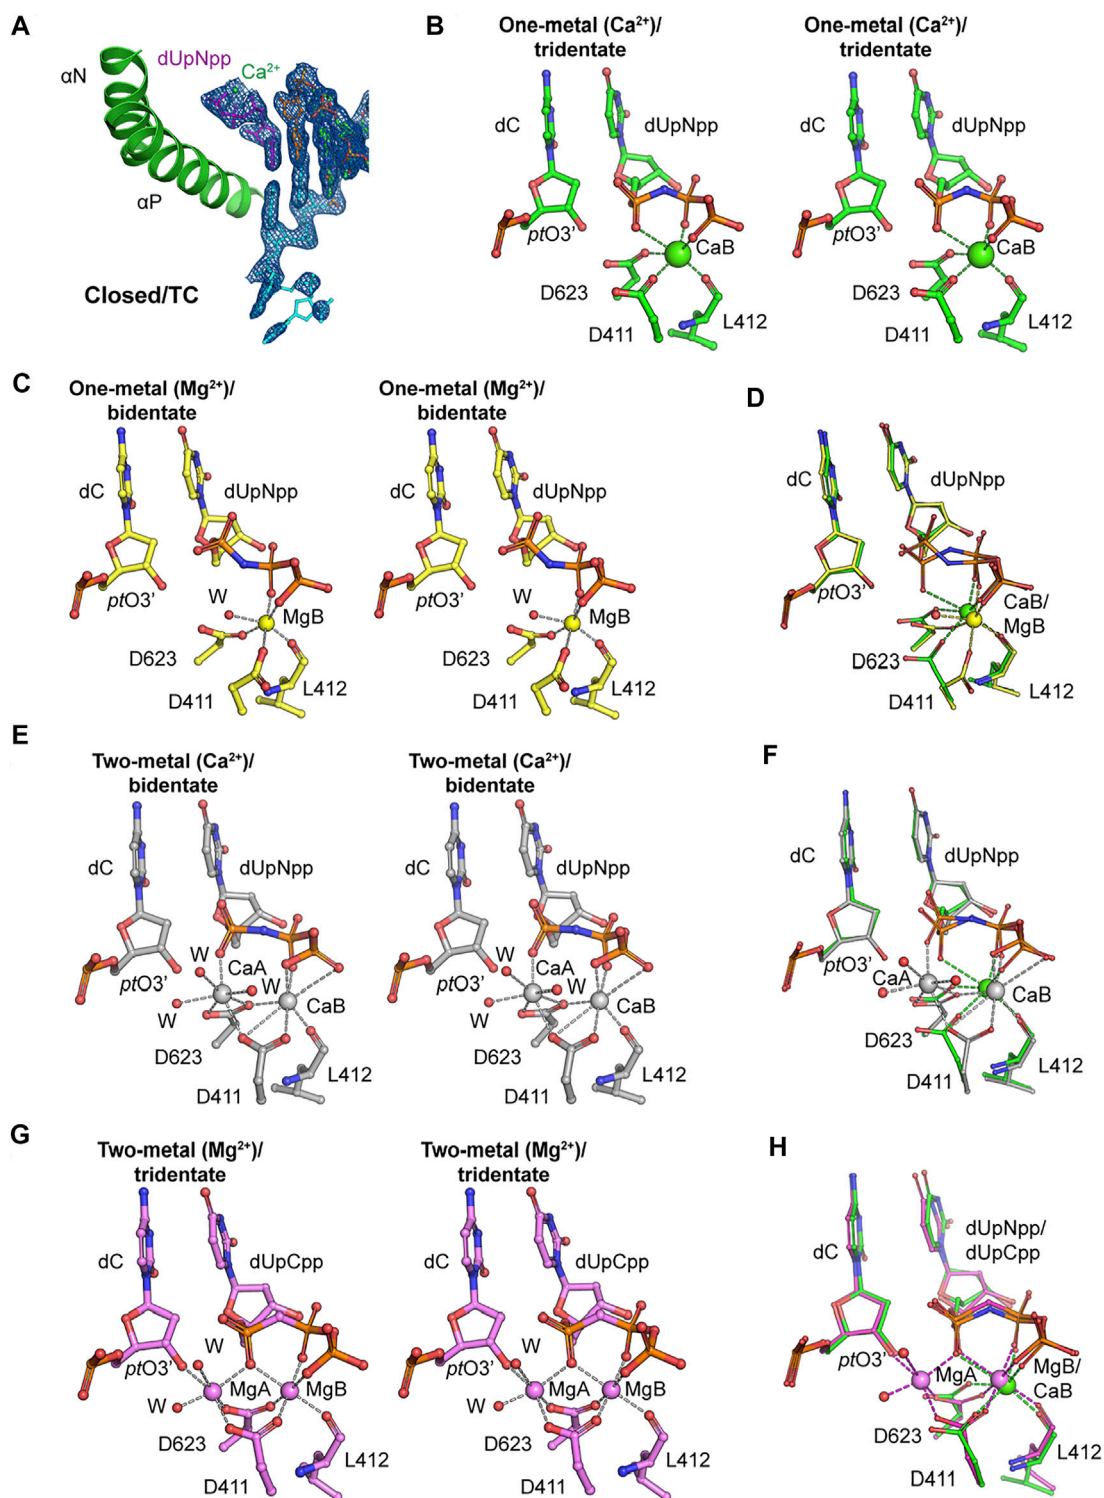 A
αN
dUpNpp
Ca²⁺
αP
Closed/TC
B
One-metal (Ca²⁺)/
tridentate
dC
dUpNpp
ptO3'
CaB
D623
D411
L412
One-metal (Ca²⁺)/
tridentate
dC
dUpNpp
ptO3'
CaB
D623
D411
L412
C
One-metal (Mg²⁺)/
bidentate
dC
dUpNpp
ptO3'
W
MgB
D623
D411
L412
One-metal (Mg²⁺)/
bidentate
dC
dUpNpp
ptO3'
W
MgB
D623
D411
L412
D
dC
dUpNpp
ptO3'
CaB/
MgB
D623
D411
L412
E
Two-metal (Ca²⁺)/
bidentate
dC
dUpNpp
W
ptO3'
CaA
W
W
CaB
D623
D411
L412
Two-metal (Ca²⁺)/
bidentate
dC
dUpNpp
W
ptO3'
CaA
W
W
CaB
D623
D411
L412
F
dC
dUpNpp
ptO3'
CaA
CaB
D623
D411
L412
G
Two-metal (Mg²⁺)/
tridentate
dC
dUpCpp
W
ptO3'
MgA
MgB
W
D623
D411
L412
Two-metal (Mg²⁺)/
tridentate
dC
dUpCpp
W
ptO3'
MgA
MgB
W
D623
D411
L412
H
dC
dUpNpp/
dUpCpp
ptO3'
MgA
MgB/
CaB
D623
D411
L412